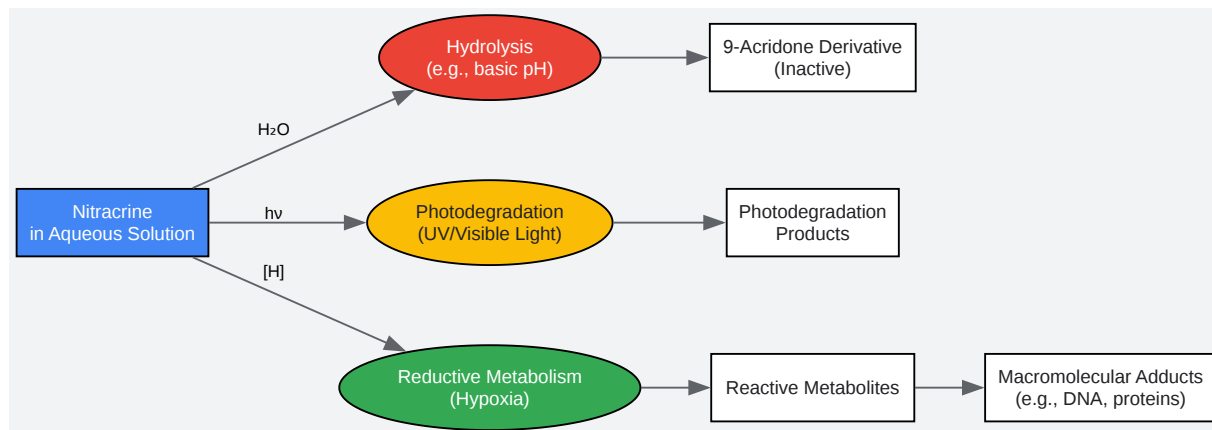 Hydrolysis
(e.g., basic pH)
9-Acridone Derivative
(Inactive)
H₂O
Nitracrine
in Aqueous Solution
hν
Photodegradation
(UV/Visible Light)
Photodegradation
Products
[H]
Reductive Metabolism
(Hypoxia)
Reactive Metabolites
Macromolecular Adducts
(e.g., DNA, proteins)